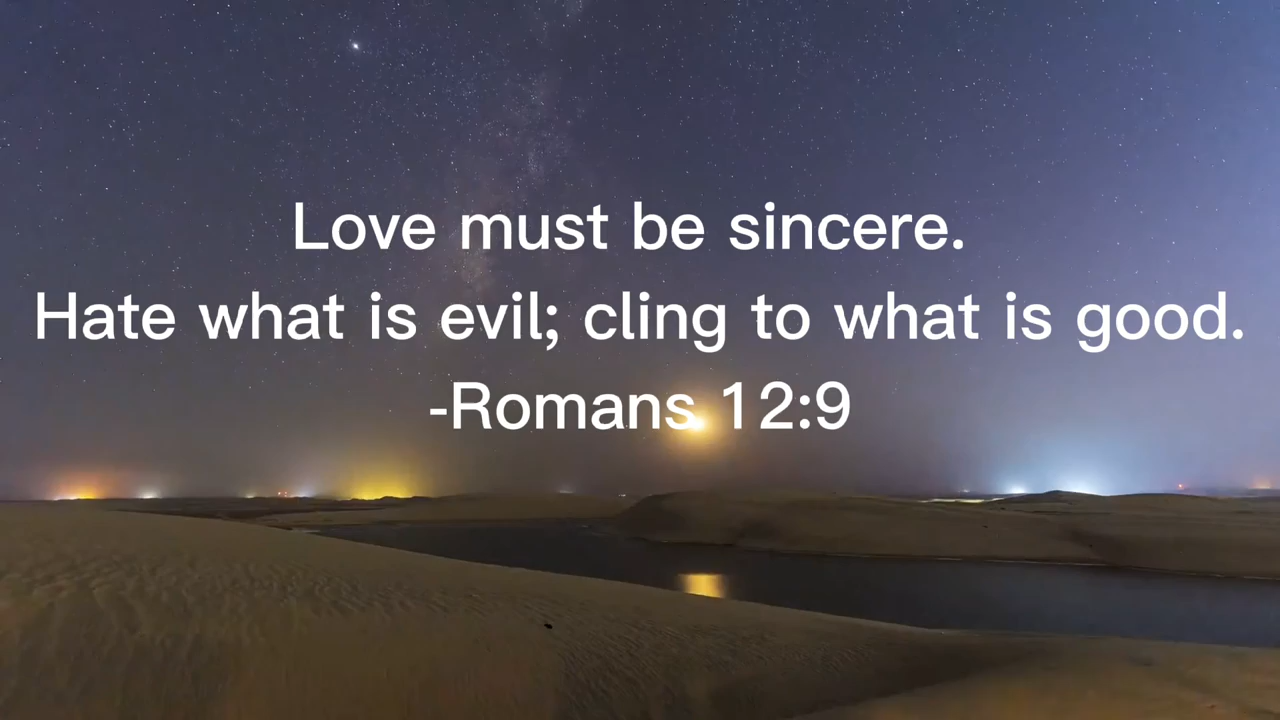 Love must be sincere.
Hate what is evil; cling to what is good.
-Romans 12:9